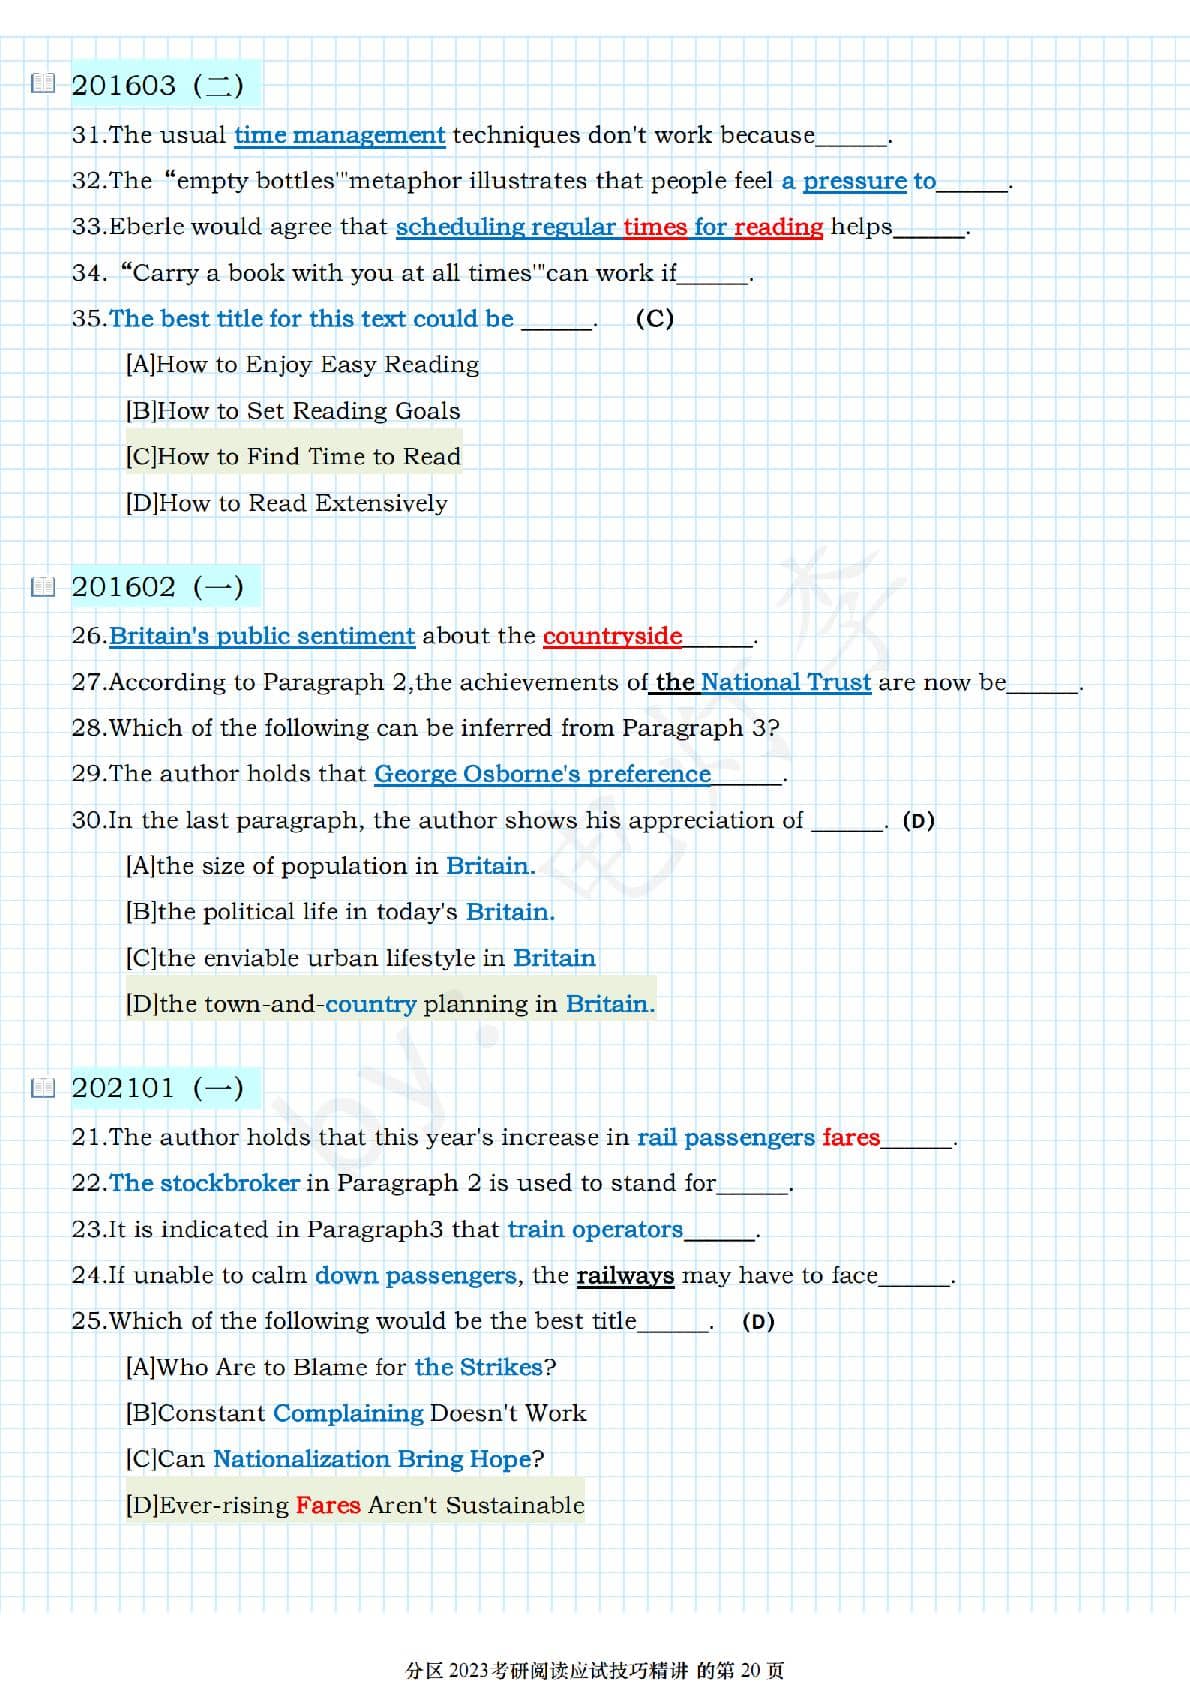 201603（二）
31.The usual time management techniques don't work because______.
32.The “empty bottles'"metaphor illustrates that people feel a pressure to______.
33.Eberle would agree that scheduling regular times for reading helps______.
34.“Carry a book with you at all times'"can work if______.
35.The best title for this text could be ______. (C)
[A]How to Enjoy Easy Reading
[B]How to Set Reading Goals
[C]How to Find Time to Read
[D]How to Read Extensively
201602（一）
26.Britain's public sentiment about the countryside______.
27.According to Paragraph 2,the achievements of the National Trust are now be______.
28.Which of the following can be inferred from Paragraph 3?
29.The author holds that George Osborne's preference______.
30.In the last paragraph, the author shows his appreciation of ______. (D)
[A]the size of population in Britain.
[B]the political life in today's Britain.
[C]the enviable urban lifestyle in Britain
[D]the town-and-country planning in Britain.
202101（一）
21.The author holds that this year's increase in rail passengers fares______.
22.The stockbroker in Paragraph 2 is used to stand for______.
23.It is indicated in Paragraph3 that train operators______.
24.If unable to calm down passengers, the railways may have to face______.
25.Which of the following would be the best title______. (D)
[A]Who Are to Blame for the Strikes?
[B]Constant Complaining Doesn't Work
[C]Can Nationalization Bring Hope?
[D]Ever-rising Fares Aren't Sustainable
分区 2023考研阅读应试技巧精讲 的第 20 页